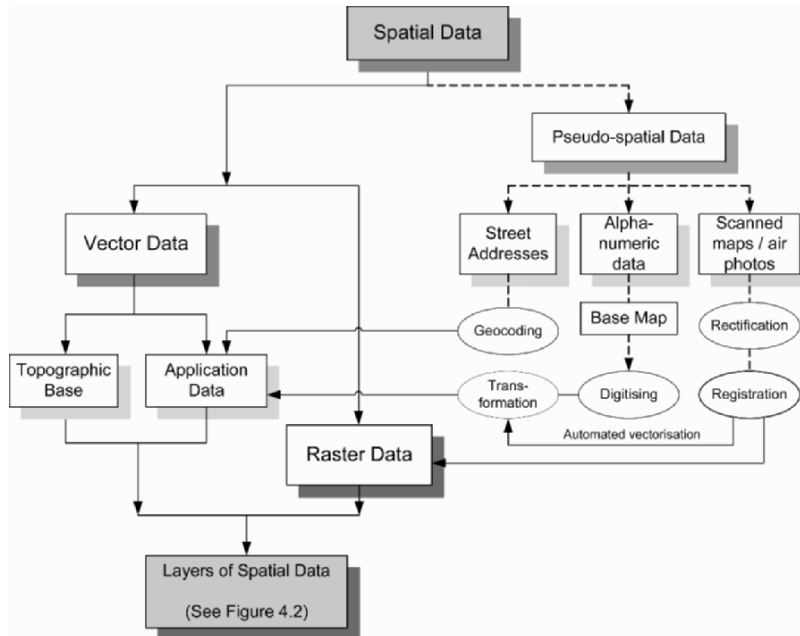 Spatial Data
Pseudo-spatial Data
Vector Data
Street
Addresses
Alpha-
numeric
data
Scanned
maps / air
photos
Geocoding
Base Map
Rectification
Topographic
Base
Application
Data
Trans-
formation
Digitising
Registration
Automated vectorisation
Raster Data
Layers of Spatial Data
(See Figure 4.2)